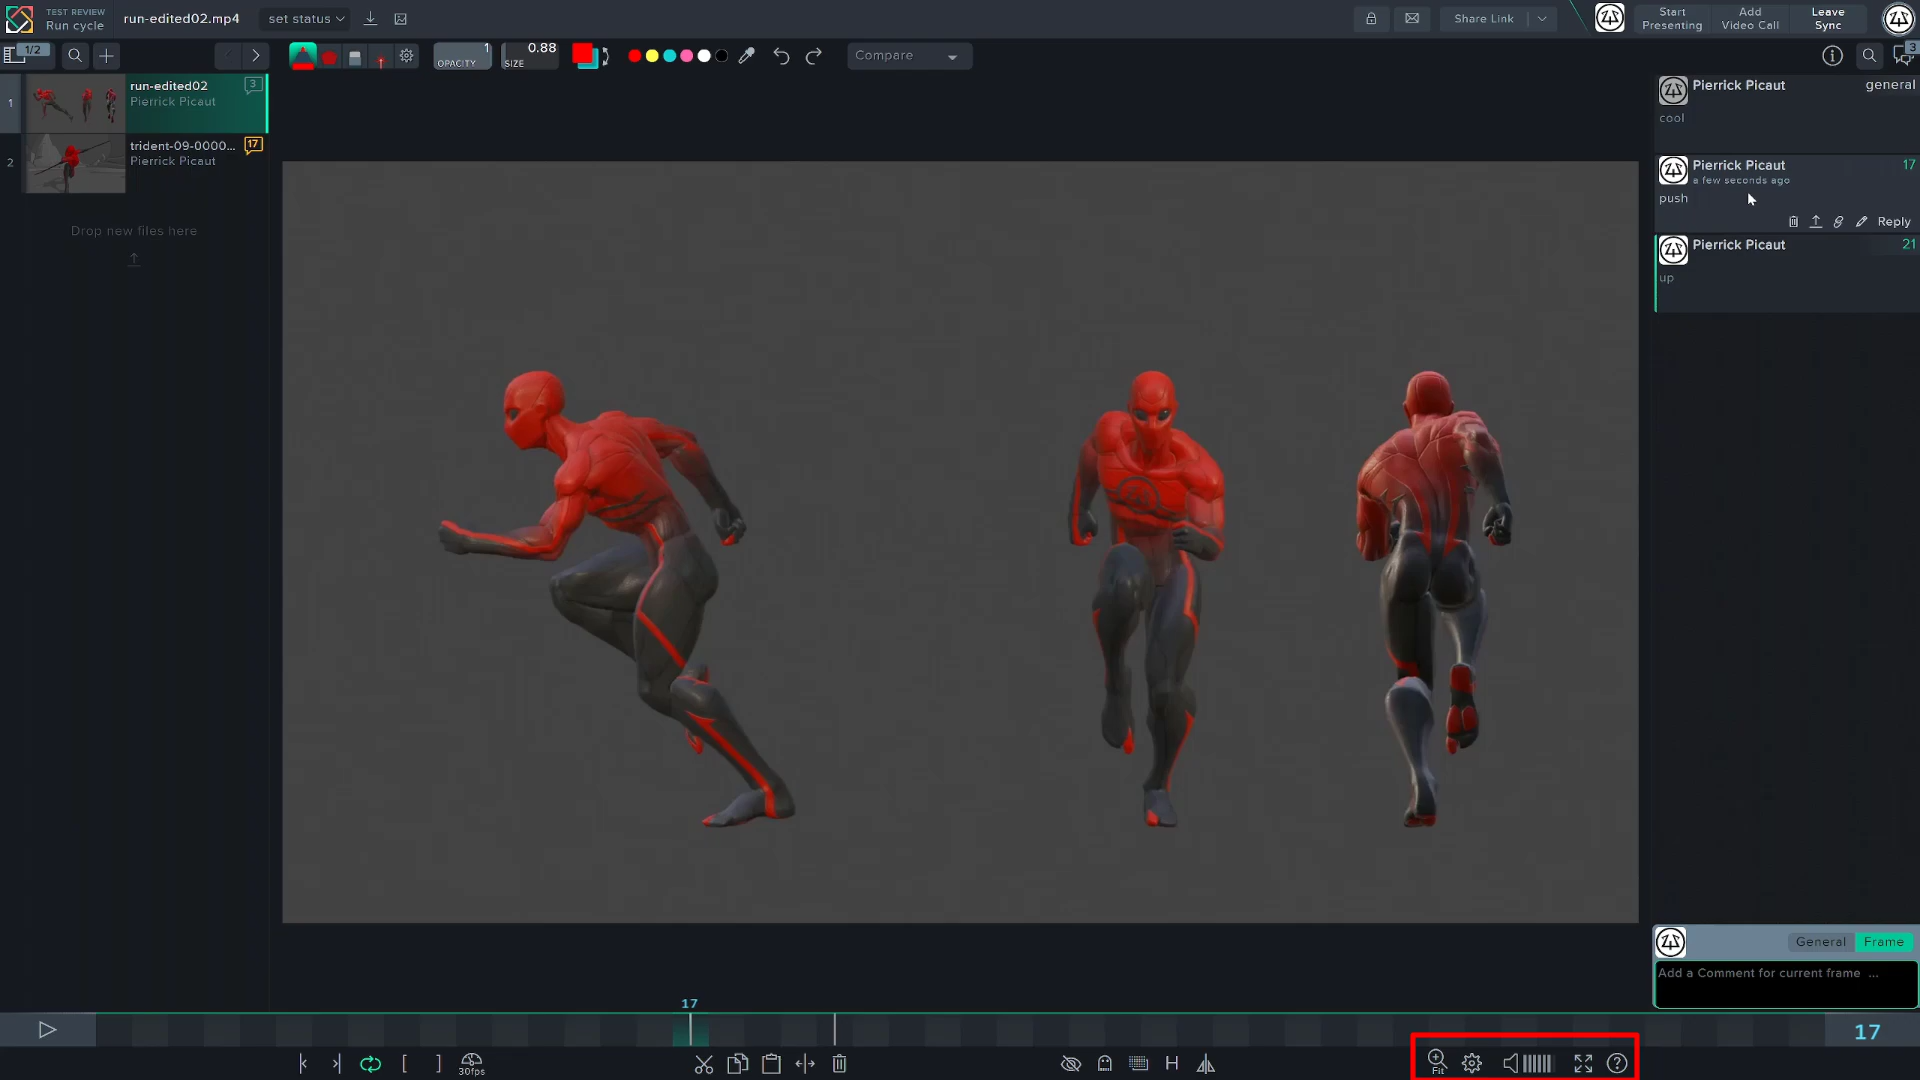 TEST REVIEW
Run cycle
run-edited02.mp4
set status
Share Link
Start
Presenting
Add
Video Call
Leave
Sync
1/2
1
OPACITY
0.88
SIZE
Compare
3
1
run-edited02
Pierrick Picaut
3
2
trident-09-0000...
Pierrick Picaut
17
Drop new files here
Pierrick Picaut
general
cool
Pierrick Picaut
17
a few seconds ago
push
Reply
Pierrick Picaut
21
up
General
Frame
Add a Comment for current frame ...
17
17
[
]
30fps
H
Fit
?